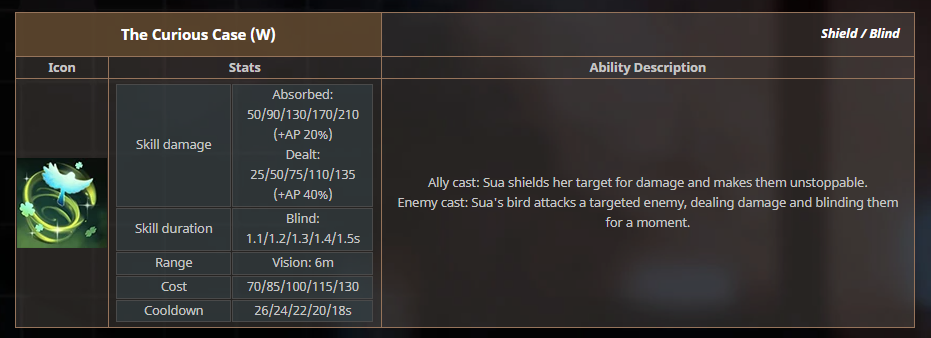 The Curious Case (W)
Shield / Blind
Icon
Stats
Ability Description
Skill damage
Absorbed:
50/90/130/170/210
(+AP 20%)
Dealt:
25/50/75/110/135
(+AP 40%)
Skill duration
Blind:
1.1/1.2/1.3/1.4/1.5s
Range
Vision: 6m
Cost
70/85/100/115/130
Cooldown
26/24/22/20/18s
Ally cast: Sua shields her target for damage and makes them unstoppable.
Enemy cast: Sua's bird attacks a targeted enemy, dealing damage and blinding them
for a moment.